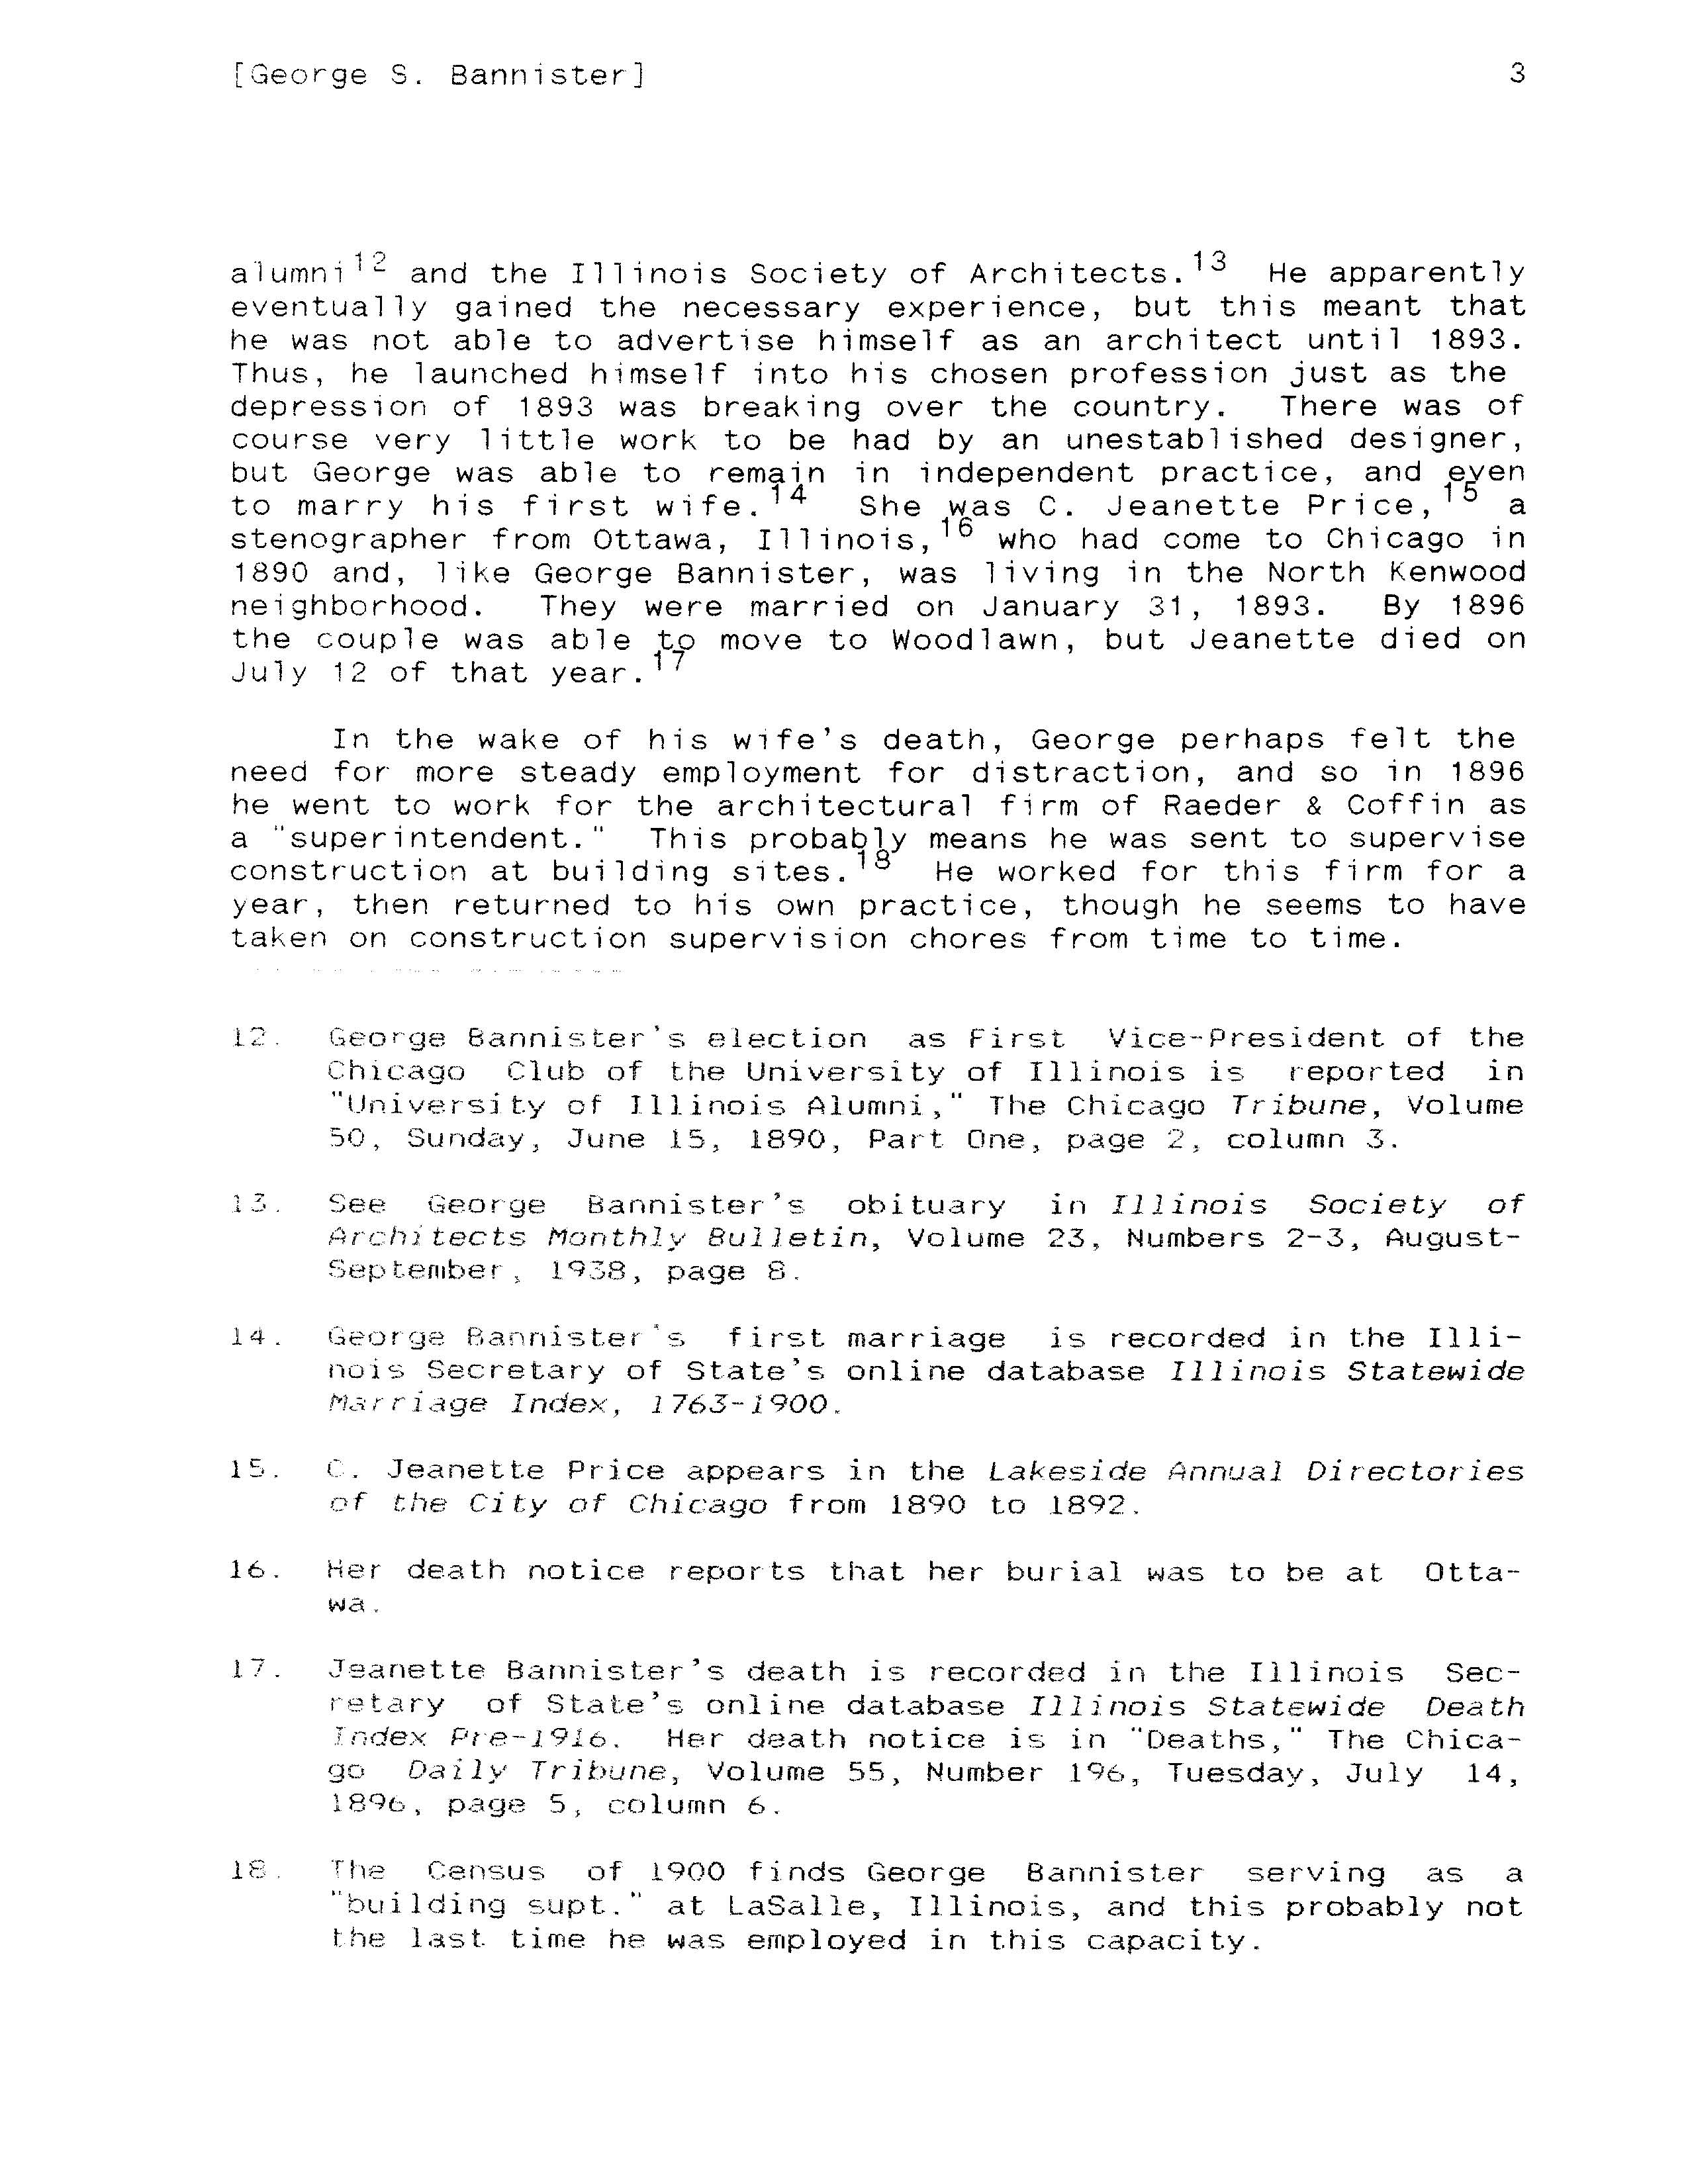 [George S. Bannister] 3
alumni12 and the Illinois Society of Architects.13 He apparently
eventually gained the necessary experience, but this meant that
he was not able to advertise himself as an architect until 1893.
Thus, he launched himself into his chosen profession just as the
depression of 1893 was breaking over the country. There was of
course very little work to be had by an unestablished designer,
but George was able to remain in independent practice, and even
to marry his first wife.14 She was C. Jeanette Price,15 a
stenographer from Ottawa, Illinois,16 who had come to Chicago in
1890 and, like George Bannister, was living in the North Kenwood
neighborhood. They were married on January 31, 1893. By 1896
the couple was able to move to Woodlawn, but Jeanette died on
July 12 of that year.17
In the wake of his wife's death, George perhaps felt the
need for more steady employment for distraction, and so in 1896
he went to work for the architectural firm of Raeder & Coffin as
a "superintendent." This probably means he was sent to supervise
construction at building sites.18 He worked for this firm for a
year, then returned to his own practice, though he seems to have
taken on construction supervision chores from time to time.
12. George Bannister's election as First Vice-President of the
Chicago Club of the University of Illinois is reported in
"University of Illinois Alumni," The Chicago Tribune, Volume
50, Sunday, June 15, 1890, Part One, page 2, column 3.
13. See George Bannister's obituary in Illinois Society of
Architects Monthly Bulletin, Volume 23, Numbers 2-3, August-
September, 1938, page 8.
14. George Bannister's first marriage is recorded in the Illi-
nois Secretary of State's online database Illinois Statewide
Marriage Index, 1763-1900.
15. C. Jeanette Price appears in the Lakeside Annual Directories
of the City of Chicago from 1890 to 1892.
16. Her death notice reports that her burial was to be at Otta-
wa.
17. Jeanette Bannister's death is recorded in the Illinois Sec-
retary of State's online database Illinois Statewide Death
Index Pre-1916. Her death notice is in "Deaths," The Chica-
go Daily Tribune, Volume 55, Number 196, Tuesday, July 14,
1896, page 5, column 6.
18. The Census of 1900 finds George Bannister serving as a
"building supt." at LaSalle, Illinois, and this probably not
the last time he was employed in this capacity.